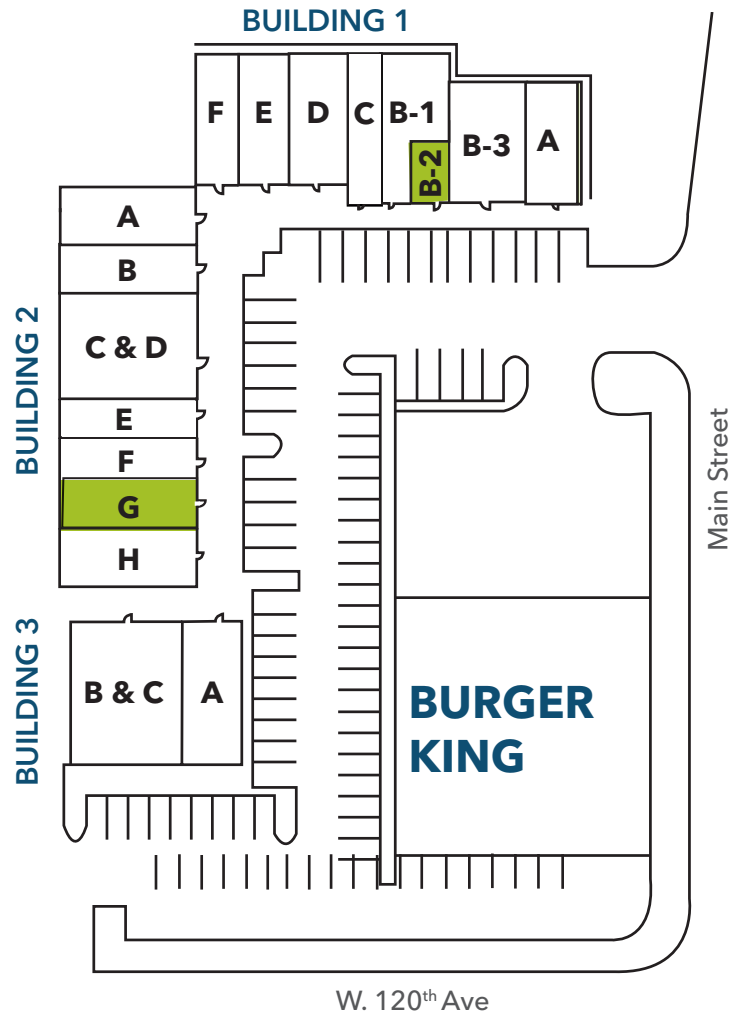 BUILDING 1
F
E
D
C
B-1
B-2
B-3
A
BUILDING 2
A
B
C & D
E
F
G
H
BUILDING 3
B & C
A
BURGER
KING
Main Street
W. 120th Ave